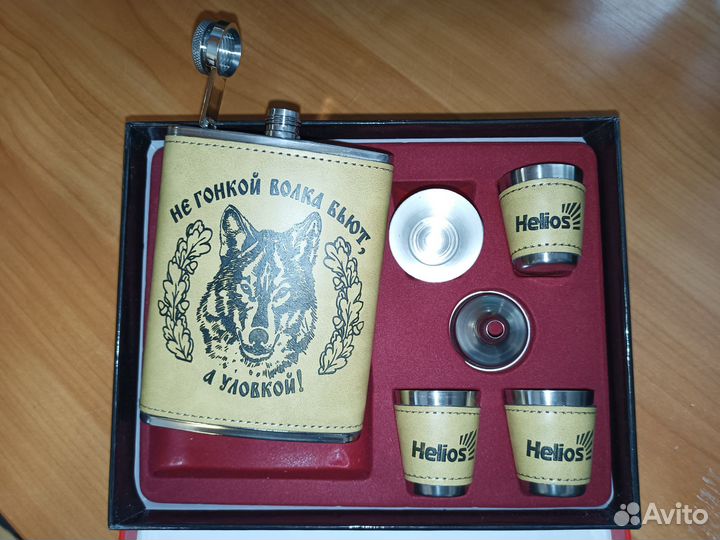 НЕ ГОНКОЙ ВОЛКА БЬЮТ,
А УЛОВКОЙ!
Helios
Helios
Helios
Avito